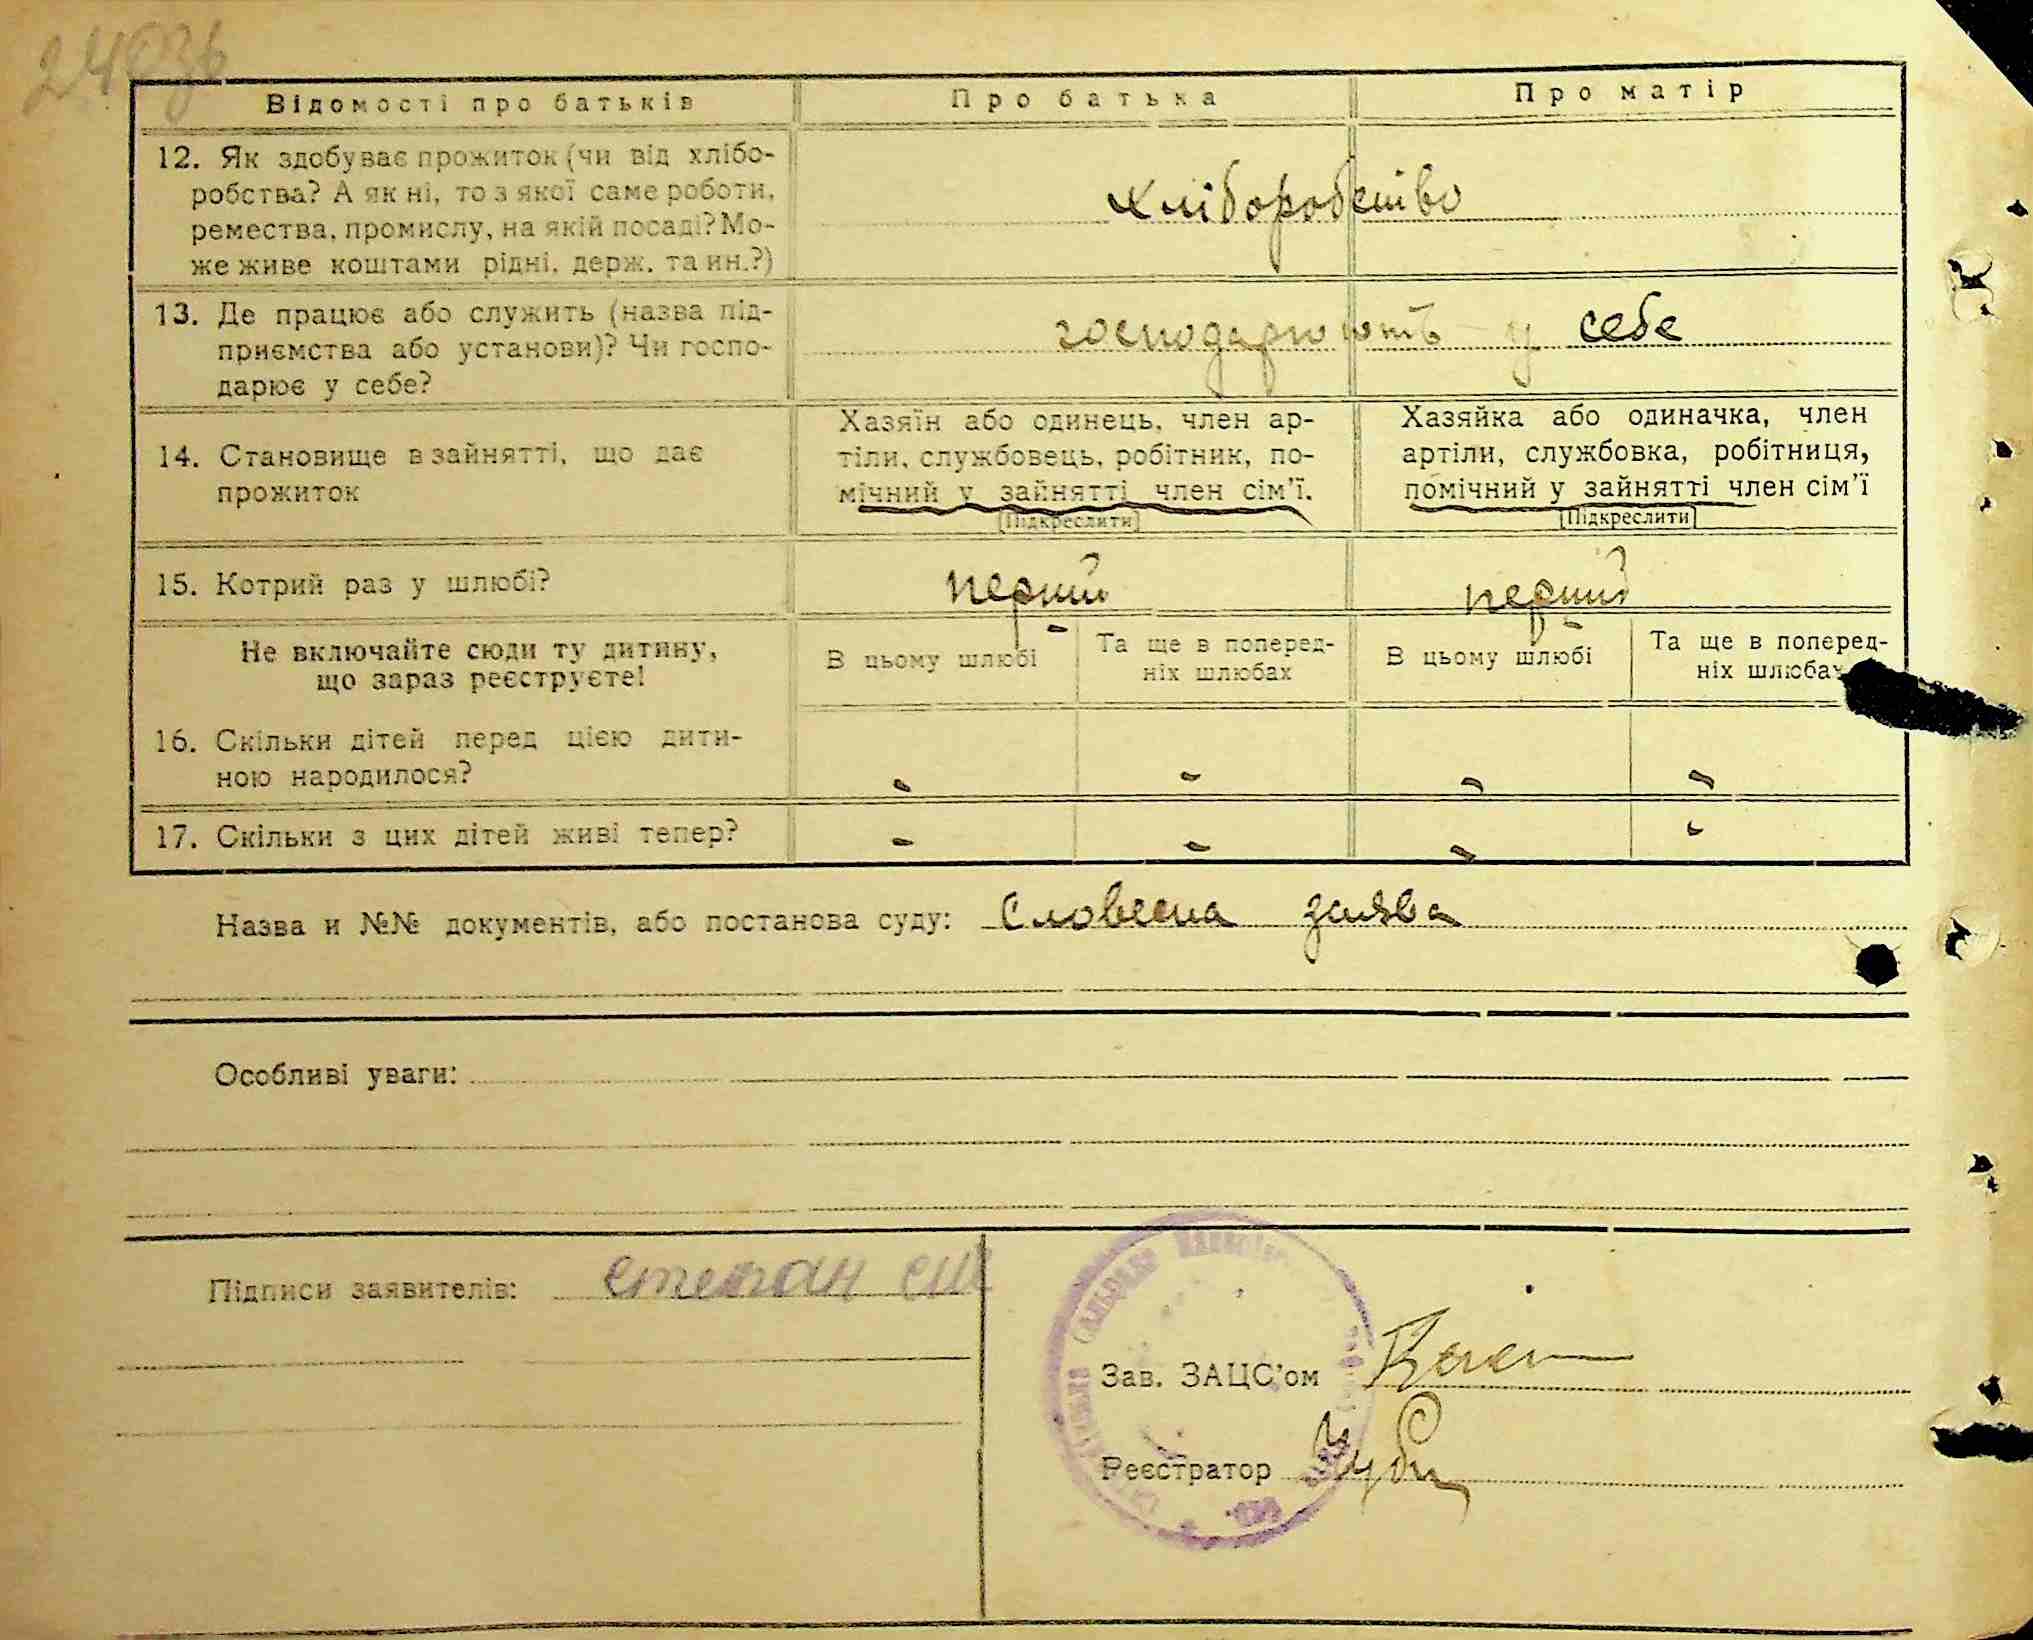 Відомості про батьків
Про батька
Про матір
12. Як здобуває прожиток (чи від хлібо-
робства? А як ні, то з якої саме роботи,
ремества, промислу, на якій посаді? Мо-
же живе коштами рідні, держ. та ин.?)
хліборобство
13. Де працює або служить (назва під-
приємства або установи)? Чи госпо-
дарює у себе?
господарюють у себе
14. Становище в зайнятті, що дає
прожиток
Хазяїн або одинець, член ар-
тіли, службовець, робітник, по-
мічний у зайнятті член сім’ї.
[Підкреслити]
Хазяйка або одиначка, член
артіли, службовка, робітниця,
помічний у зайнятті член сім’ї
[Підкреслити]
15. Котрий раз у шлюбі?
перший
перший
Не включайте сюди ту дитину,
що зараз реєструєте!
В цьому шлюбі
Та ще в поперед-
ніх шлюбах
В цьому шлюбі
Та ще в поперед-
ніх шлюбах
16. Скільки дітей перед цією дити-
ною народилося?
- - - -
17. Скільки з цих дітей живі тепер?
- - - -
Назва и №№ документів, або постанова суду: Словесна заява
Особливі уваги:
Підписи заявителів: степан
Зав. ЗАЦС’ом
Реєстратор